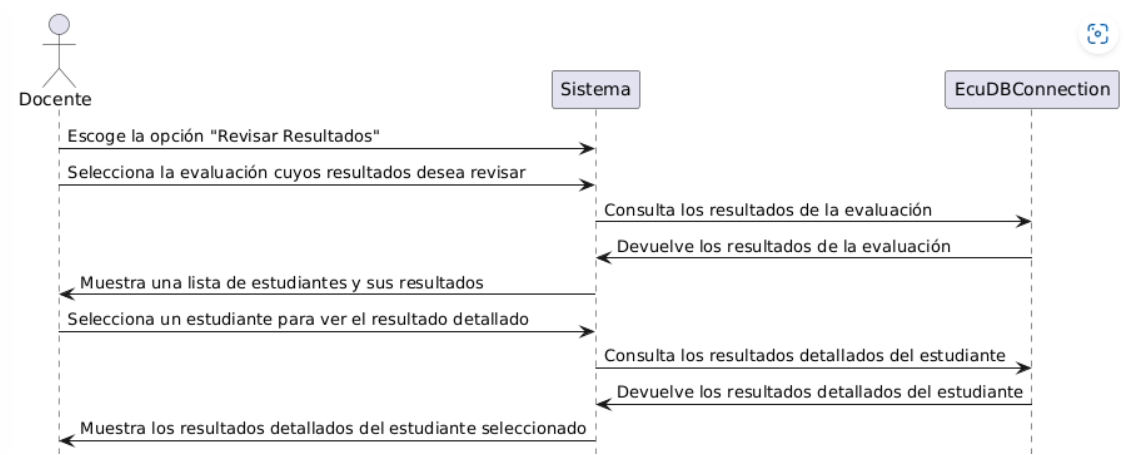 Docente
Sistema
EcuDBConnection
Escoge la opción "Revisar Resultados"
Selecciona la evaluación cuyos resultados desea revisar
Consulta los resultados de la evaluación
Devuelve los resultados de la evaluación
Muestra una lista de estudiantes y sus resultados
Selecciona un estudiante para ver el resultado detallado
Consulta los resultados detallados del estudiante
Devuelve los resultados detallados del estudiante
Muestra los resultados detallados del estudiante seleccionado